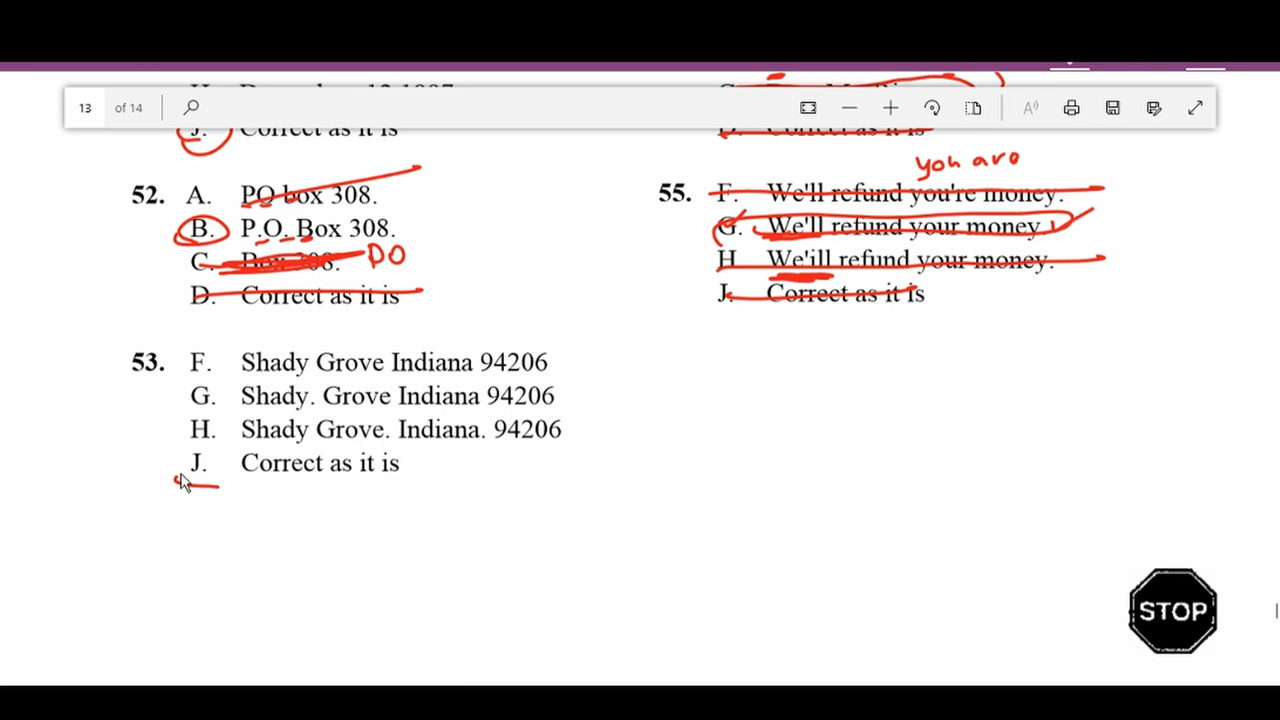 13 of 14
J. Correct as it is
D. Correct as it is
you are
52. A. PO box 308.
B. P.O. Box 308.
C. Box 308. PO
D. Correct as it is
55. F. We'll refund you're money.
G. We'll refund your money.
H. We'ill refund your money.
J. Correct as it is
53. F. Shady Grove Indiana 94206
G. Shady. Grove Indiana 94206
H. Shady Grove. Indiana. 94206
J. Correct as it is
STOP